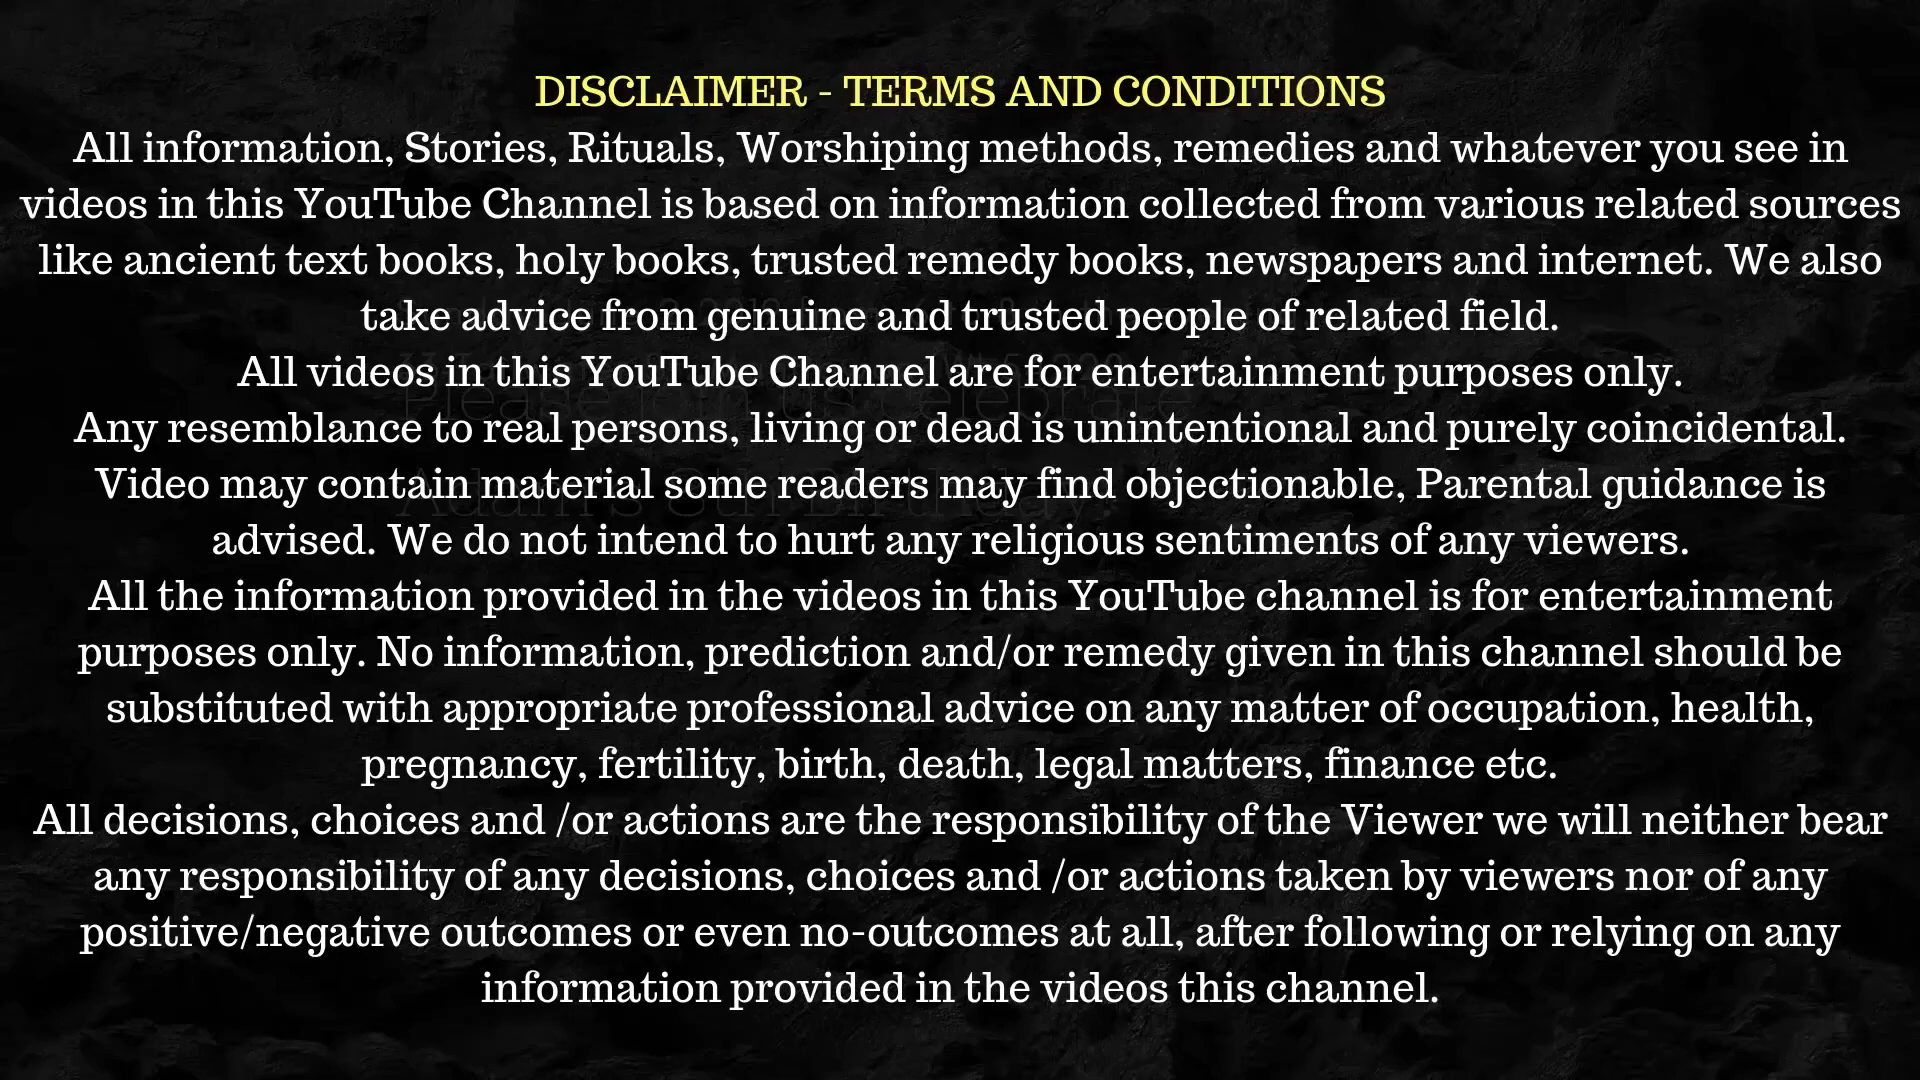 DISCLAIMER - TERMS AND CONDITIONS
All information, Stories, Rituals, Worshiping methods, remedies and whatever you see in
videos in this YouTube Channel is based on information collected from various related sources
like ancient text books, holy books, trusted remedy books, newspapers and internet. We also
take advice from genuine and trusted people of related field.
All videos in this YouTube Channel are for entertainment purposes only.
Please join us celebrate
Any resemblance to real persons, living or dead is unintentional and purely coincidental.
Video may contain material some readers may find objectionable, Parental guidance is
Adam's 8th Birthday!
advised. We do not intend to hurt any religious sentiments of any viewers.
All the information provided in the videos in this YouTube channel is for entertainment
purposes only. No information, prediction and/or remedy given in this channel should be
substituted with appropriate professional advice on any matter of occupation, health,
pregnancy, fertility, birth, death, legal matters, finance etc.
All decisions, choices and /or actions are the responsibility of the Viewer we will neither bear
any responsibility of any decisions, choices and /or actions taken by viewers nor of any
positive/negative outcomes or even no-outcomes at all, after following or relying on any
information provided in the videos this channel.